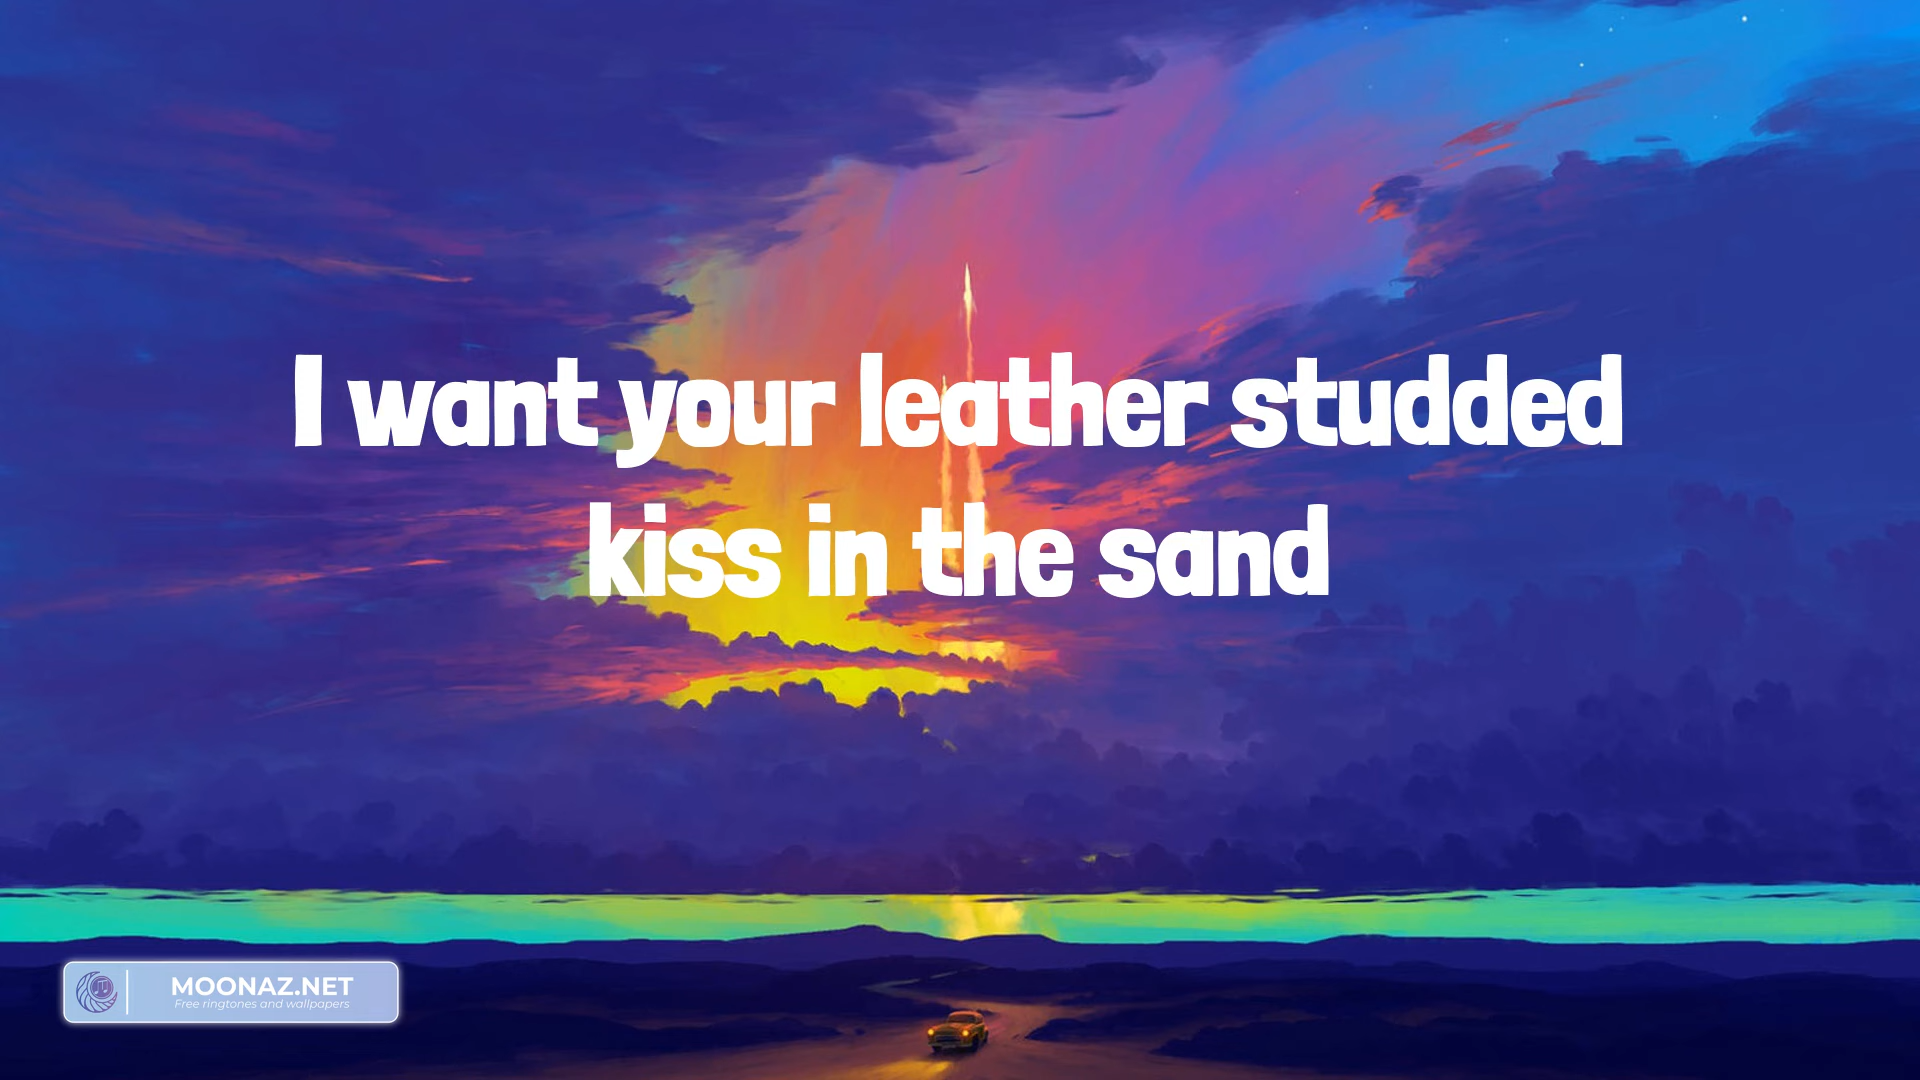 I want your leather studded
kiss in the sand
MOONAZ.NET
Free ringtones and wallpapers